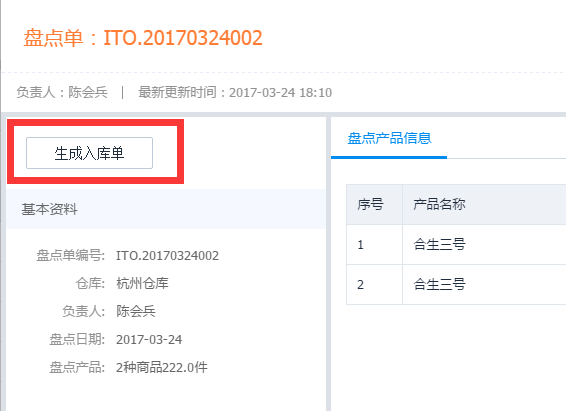 盘点单：ITO.20170324002
负责人：陈会兵 | 最新更新时间：2017-03-24 18:10
生成入库单
基本资料
盘点单编号: ITO.20170324002
仓库: 杭州仓库
负责人: 陈会兵
盘点日期: 2017-03-24
盘点产品: 2种商品222.0件
盘点产品信息
序号 产品名称
1 合生三号
2 合生三号